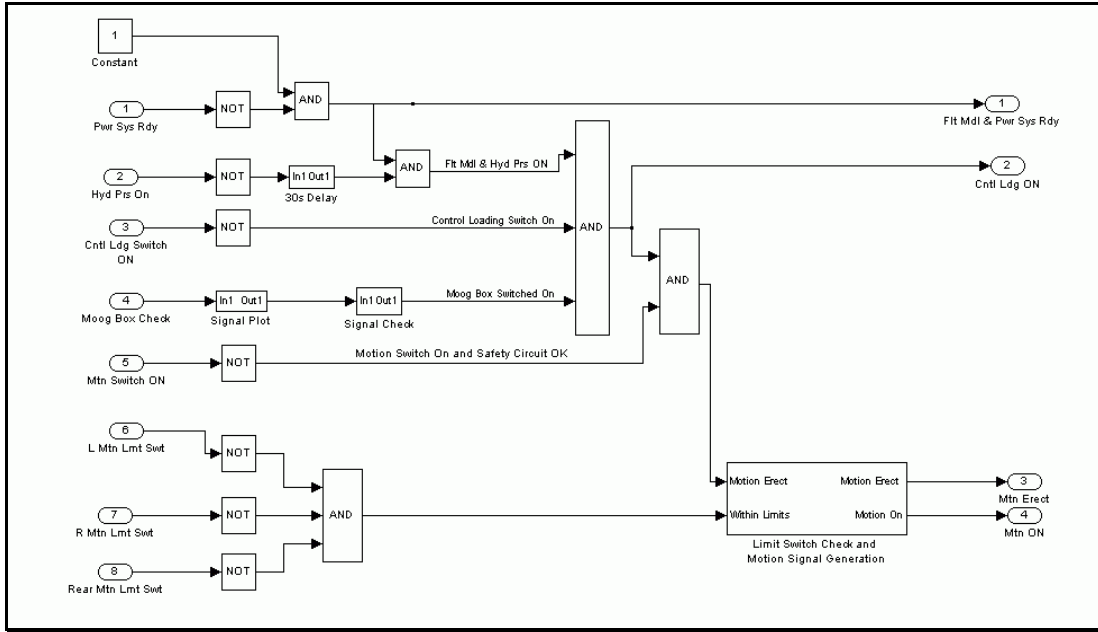 1
Constant
1
Pwr Sys Rdy
NOT
AND
1
Flt Mdl & Pwr Sys Rdy
2
Hyd Prs On
NOT
In1 Out1
30s Delay
AND
Flt Mdl & Hyd Prs ON
2
Cntl Ldg ON
3
Cntl Ldg Switch
ON
NOT
Control Loading Switch On
AND
4
Moog Box Check
In1 Out1
Signal Plot
In1 Out1
Signal Check
Moog Box Switched On
AND
5
Mtn Switch ON
NOT
Motion Switch On and Safety Circuit OK
6
L Mtn Lmt Swt
NOT
7
R Mtn Lmt Swt
NOT
AND
8
Rear Mtn Lmt Swt
NOT
Motion Erect
Motion Erect
Within Limits
Motion On
Limit Switch Check and
Motion Signal Generation
3
Mtn Erect
4
Mtn ON